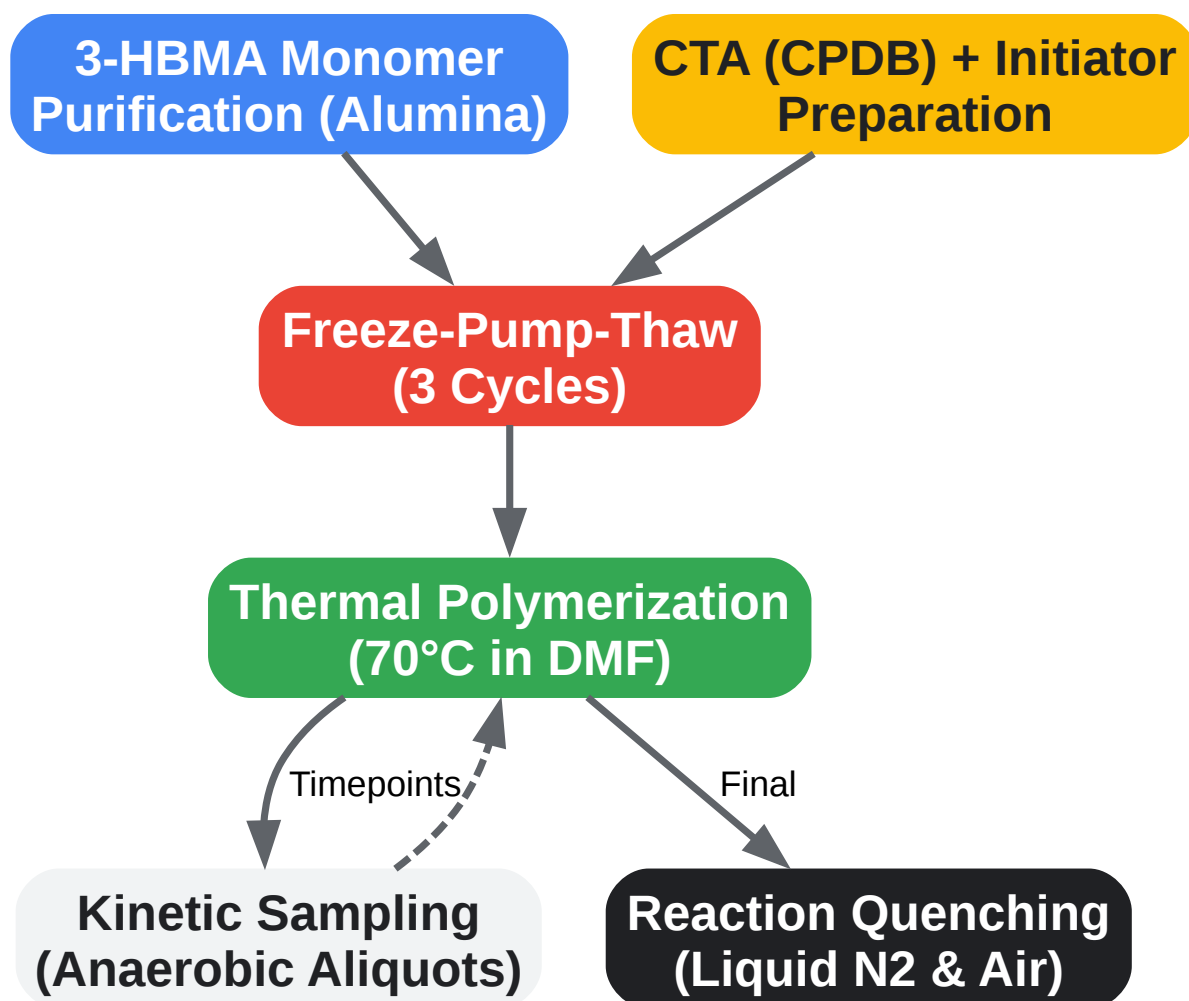 3-HBMA Monomer
Purification (Alumina)
CTA (CPDB) + Initiator
Preparation
Freeze-Pump-Thaw
(3 Cycles)
Thermal Polymerization
(70°C in DMF)
Timepoints
Final
Kinetic Sampling
(Anaerobic Aliquots)
Reaction Quenching
(Liquid N2 & Air)